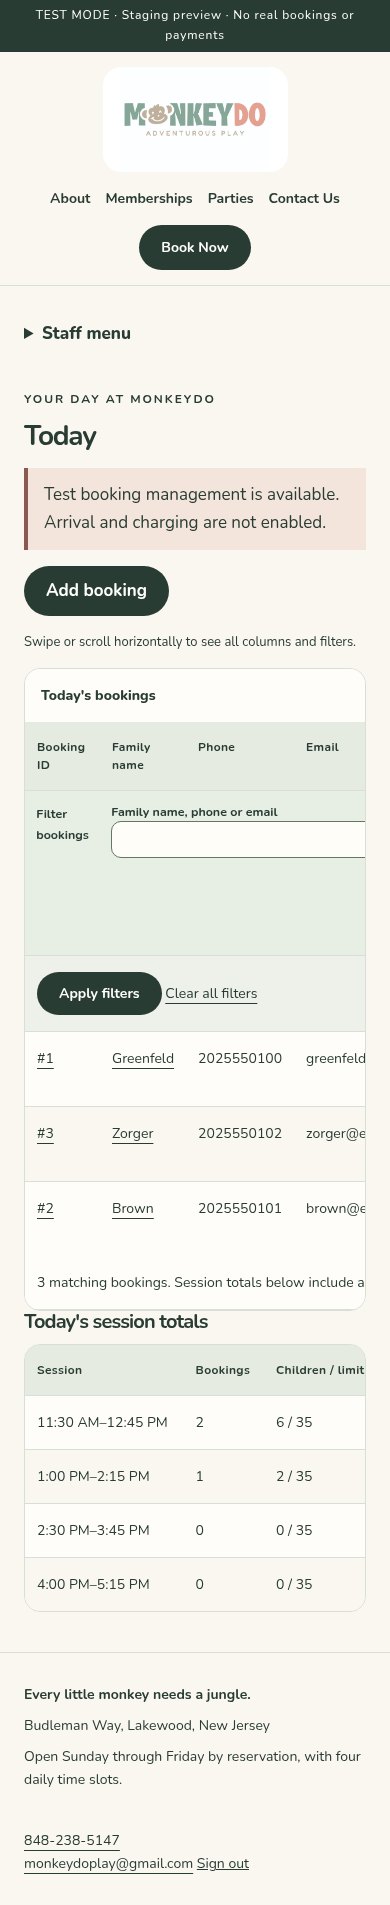 TEST MODE · Staging preview · No real bookings or
payments
MONKEYDO
ADVENTUROUS PLAY
About Memberships Parties Contact Us
Book Now
Staff menu
YOUR DAY AT MONKEYDO
Today
Test booking management is available.
Arrival and charging are not enabled.
Add booking
Swipe or scroll horizontally to see all columns and filters.
Today's bookings
Booking ID Family name Phone Email
Filter bookings Family name, phone or email
Apply filters Clear all filters
#1 Greenfeld 2025550100 greenfeld
#3 Zorger 2025550102 zorger@e
#2 Brown 2025550101 brown@e
3 matching bookings. Session totals below include a
Today's session totals
Session Bookings Children / limit
11:30 AM–12:45 PM 2 6 / 35
1:00 PM–2:15 PM 1 2 / 35
2:30 PM–3:45 PM 0 0 / 35
4:00 PM–5:15 PM 0 0 / 35
Every little monkey needs a jungle.
Budleman Way, Lakewood, New Jersey
Open Sunday through Friday by reservation, with four
daily time slots.
848-238-5147
monkeydoplay@gmail.com Sign out